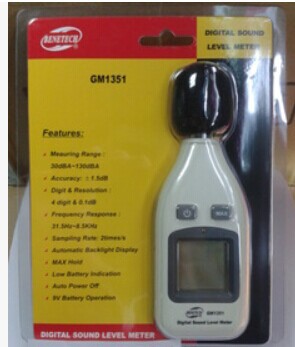 BENETECH
DIGITAL SOUND
LEVEL METER
GM1351
Features:
Mesuring Range:
30dBA~130dBA
Accuracy: ±1.5dB
Digit & Resolution:
4 digit & 0.1dB
Frequency Response:
31.5Hz~8.5KHz
Sampling Rate: 2times/s
Automatic Backlight Display
MAX Hold
Low Battery Indication
Auto Power Off
9V Battery Operation
MAX
BENETECH GM1351
Digital Sound Level Meter
DIGITAL SOUND LEVEL METER